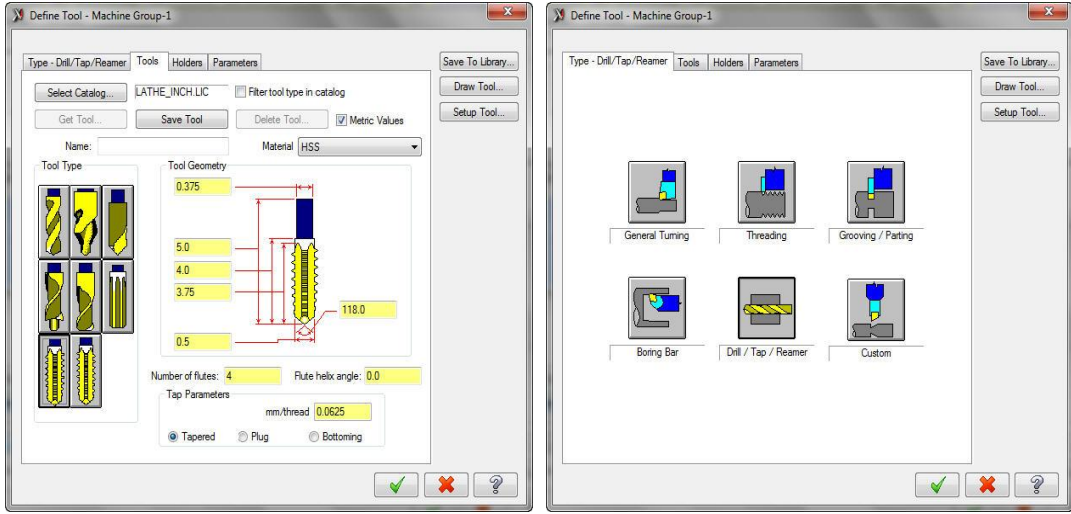 Define Tool - Machine Group-1
Type - Drill/Tap/Reamer Tools Holders Parameters
Save To Library...
Select Catalog... LATHE_INCH.LIC Filter tool type in catalog
Draw Tool...
Get Tool... Save Tool Delete Tool... Metric Values
Setup Tool...
Name: Material HSS
Tool Type
Tool Geometry
0.375
5.0
4.0
3.75
118.0
0.5
Number of flutes: 4 Flute helix angle: 0.0
Tap Parameters
mm/thread 0.0625
Tapered Plug Bottoming
Define Tool - Machine Group-1
Type - Drill/Tap/Reamer Tools Holders Parameters
Save To Library...
Draw Tool...
Setup Tool...
General Turning Threading Grooving / Parting
Boring Bar Drill / Tap / Reamer Custom